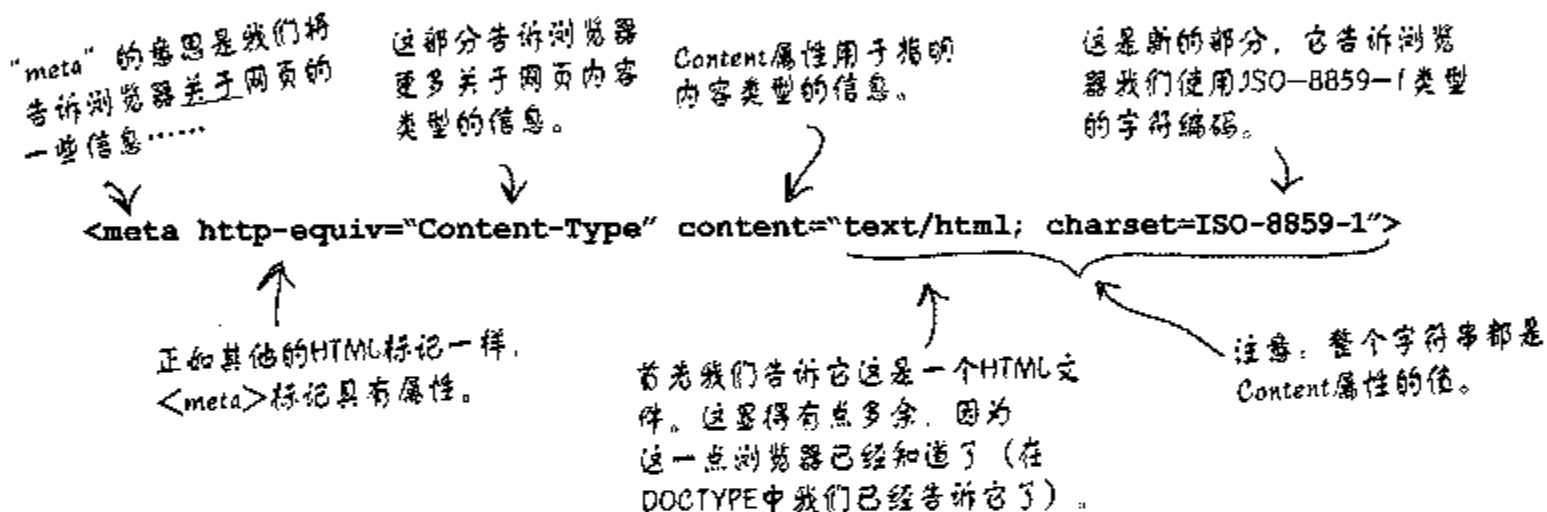 “meta”的意思是我们将
告诉浏览器关于网页的
一些信息……
这部分告诉浏览器
更多关于网页内容
类型的信息。
Content属性用于指明
内容类型的信息。
这是新的部分，它告诉浏览
器我们使用ISO-8859-1类型
的字符编码。
<meta http-equiv=“Content-Type” content=“text/html; charset=ISO-8859-1”>
正如其他的HTML标记一样，
<meta>标记具有属性。
首先我们告诉它这是一个HTML文
件。这显得有点多余，因为
这一点浏览器已经知道了（在
DOCTYPE中我们已经告诉它了）。
注意：整个字符串都是
Content属性的值。